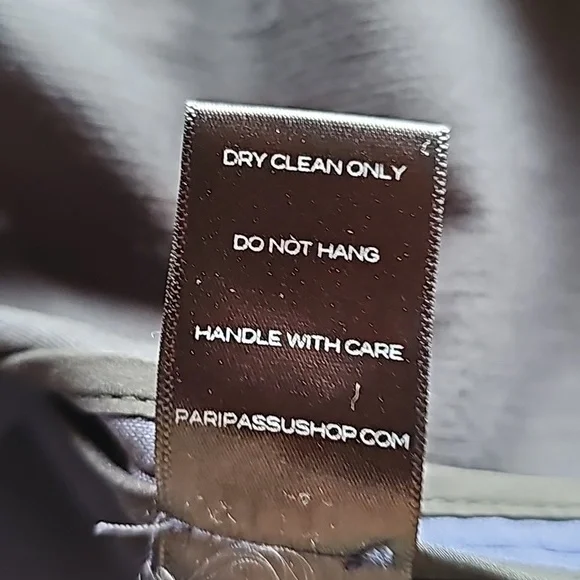 DRY CLEAN ONLY
DO NOT HANG
HANDLE WITH CARE
PARIPASSUSHOP.COM